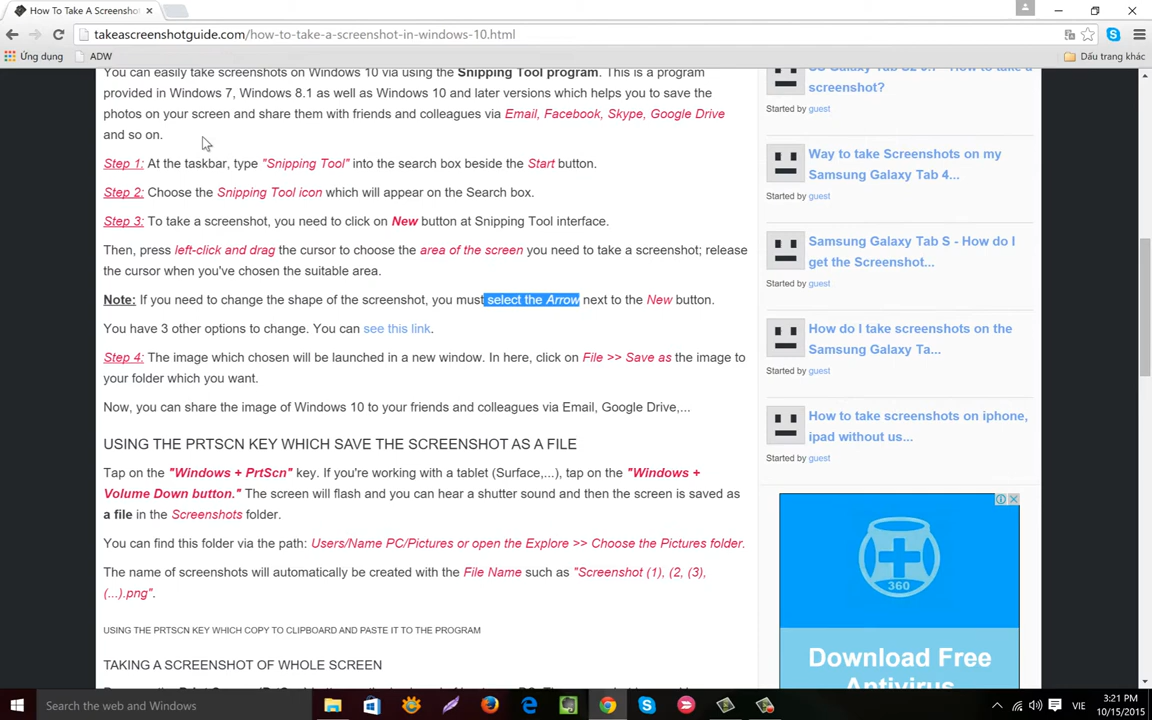 How To Take A Screenshot
takeascreenshotguide.com/how-to-take-a-screenshot-in-windows-10.html
Ứng dụng
ADW
Dấu trang khác
You can easily take screenshots on Windows 10 via using the Snipping Tool program. This is a program
provided in Windows 7, Windows 8.1 as well as Windows 10 and later versions which helps you to save the
photos on your screen and share them with friends and colleagues via Email, Facebook, Skype, Google Drive
and so on.
Step 1: At the taskbar, type "Snipping Tool" into the search box beside the Start button.
Step 2: Choose the Snipping Tool icon which will appear on the Search box.
Step 3: To take a screenshot, you need to click on New button at Snipping Tool interface.
Then, press left-click and drag the cursor to choose the area of the screen you need to take a screenshot; release
the cursor when you've chosen the suitable area.
Note: If you need to change the shape of the screenshot, you must select the Arrow next to the New button.
You have 3 other options to change. You can see this link.
Step 4: The image which chosen will be launched in a new window. In here, click on File >> Save as the image to
your folder which you want.
Now, you can share the image of Windows 10 to your friends and colleagues via Email, Google Drive,...
USING THE PRTSCN KEY WHICH SAVE THE SCREENSHOT AS A FILE
Tap on the "Windows + PrtScn" key. If you're working with a tablet (Surface,...), tap on the "Windows +
Volume Down button." The screen will flash and you can hear a shutter sound and then the screen is saved as
a file in the Screenshots folder.
You can find this folder via the path: Users/Name PC/Pictures or open the Explore >> Choose the Pictures folder.
The name of screenshots will automatically be created with the File Name such as "Screenshot (1), (2, (3),
(...).png".
USING THE PRTSCN KEY WHICH COPY TO CLIPBOARD AND PASTE IT TO THE PROGRAM
TAKING A SCREENSHOT OF WHOLE SCREEN
screenshot?
Started by guest
Way to take Screenshots on my
Samsung Galaxy Tab 4...
Started by guest
Samsung Galaxy Tab S - How do I
get the Screenshot...
Started by guest
How do I take screenshots on the
Samsung Galaxy Ta...
Started by guest
How to take screenshots on iphone,
ipad without us...
Started by guest
360
Download Free
Antivirus
Search the web and Windows
VIE
3:21 PM
10/15/2015